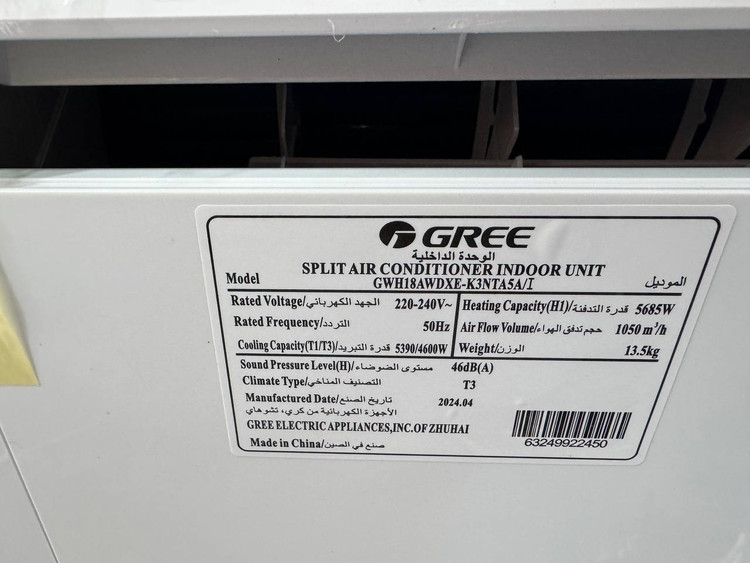 GREE
الوحدة الداخلية
SPLIT AIR CONDITIONER INDOOR UNIT
Model GWH18AWDXE-K3NTA5A/I الموديل
Rated Voltage/الجهد الكهربائي 220-240V~
Rated Frequency/التردد 50Hz
Cooling Capacity(T1/T3)/قدرة التبريد 5390/4600W
Heating Capacity(H1)/قدرة التدفئة 5685W
Air Flow Volume/حجم تدفق الهواء 1050 m³/h
Weight/الوزن 13.5kg
Sound Pressure Level(H)/مستوى الضوضاء 46dB(A)
Climate Type/التصنيف المناخي T3
Manufactured Date/تاريخ الصنع 2024.04
الأجهزة الكهربائية من كري، تشوهاي
GREE ELECTRIC APPLIANCES,INC.OF ZHUHAI
Made in China/صنع في الصين
63249922450